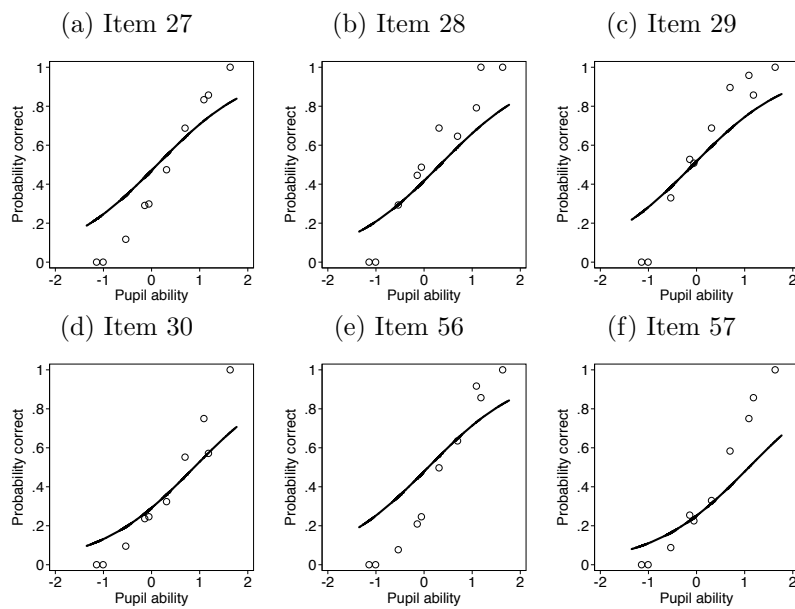 (a) Item 27
(b) Item 28
(c) Item 29
Probability correct
0 .2 .4 .6 .8 1
-2 -1 0 1 2
Pupil ability
Probability correct
0 .2 .4 .6 .8 1
-2 -1 0 1 2
Pupil ability
Probability correct
0 .2 .4 .6 .8 1
-2 -1 0 1 2
Pupil ability
(d) Item 30
(e) Item 56
(f) Item 57
Probability correct
0 .2 .4 .6 .8 1
-2 -1 0 1 2
Pupil ability
Probability correct
0 .2 .4 .6 .8 1
-2 -1 0 1 2
Pupil ability
Probability correct
0 .2 .4 .6 .8 1
-2 -1 0 1 2
Pupil ability